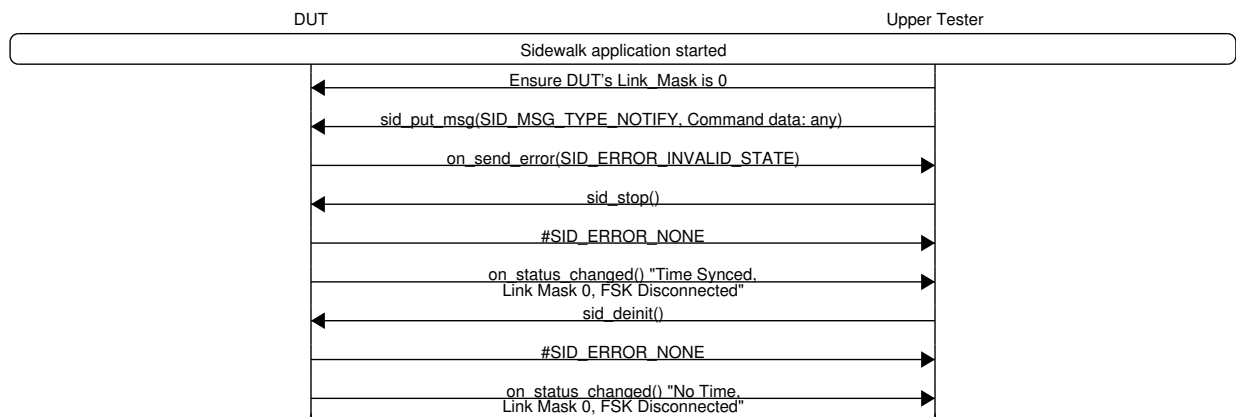 DUT
Upper Tester
Sidewalk application started
Ensure DUT's Link_Mask is 0
sid_put_msg(SID_MSG_TYPE_NOTIFY, Command data: any)
on_send_error(SID_ERROR_INVALID_STATE)
sid_stop()
#SID_ERROR_NONE
on_status_changed() "Time Synced,
Link Mask 0, FSK Disconnected"
sid_deinit()
#SID_ERROR_NONE
on_status_changed() "No Time,
Link Mask 0, FSK Disconnected"